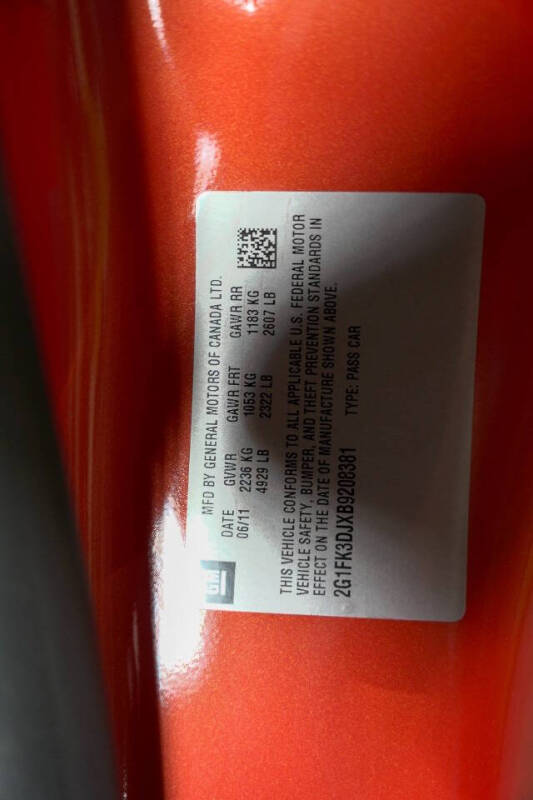 GM
MFD BY GENERAL MOTORS OF CANADA LTD.
DATE GVWR GAWR FRT GAWR RR
06/11 2236 KG 1053 KG 1183 KG
4929 LB 2322 LB 2607 LB
THIS VEHICLE CONFORMS TO ALL APPLICABLE U.S. FEDERAL MOTOR
VEHICLE SAFETY, BUMPER, AND THEFT PREVENTION STANDARDS IN
EFFECT ON THE DATE OF MANUFACTURE SHOWN ABOVE.
2G1FK3DJXB9208381 TYPE: PASS CAR